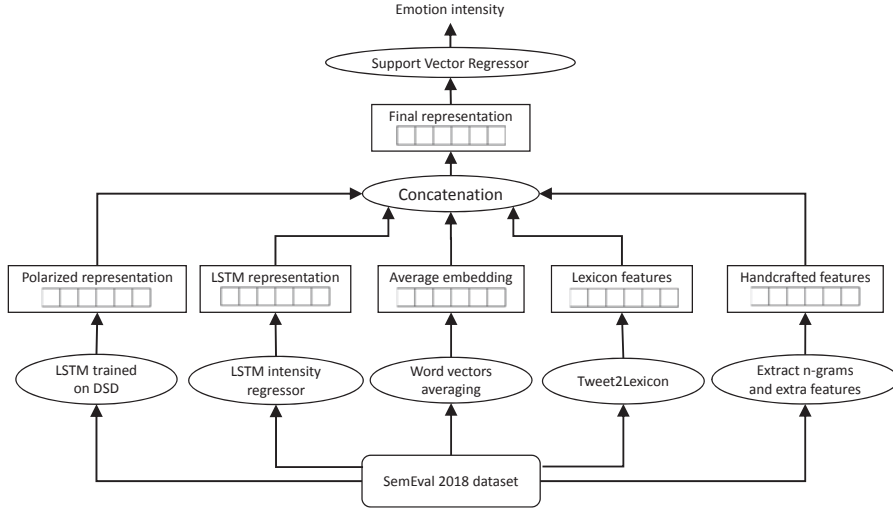 Emotion intensity
Support Vector Regressor
Final representation
Concatenation
Polarized representation
LSTM representation
Average embedding
Lexicon features
Handcrafted features
LSTM trained
on DSD
LSTM intensity
regressor
Word vectors
averaging
Tweet2Lexicon
Extract n-grams
and extra features
SemEval 2018 dataset